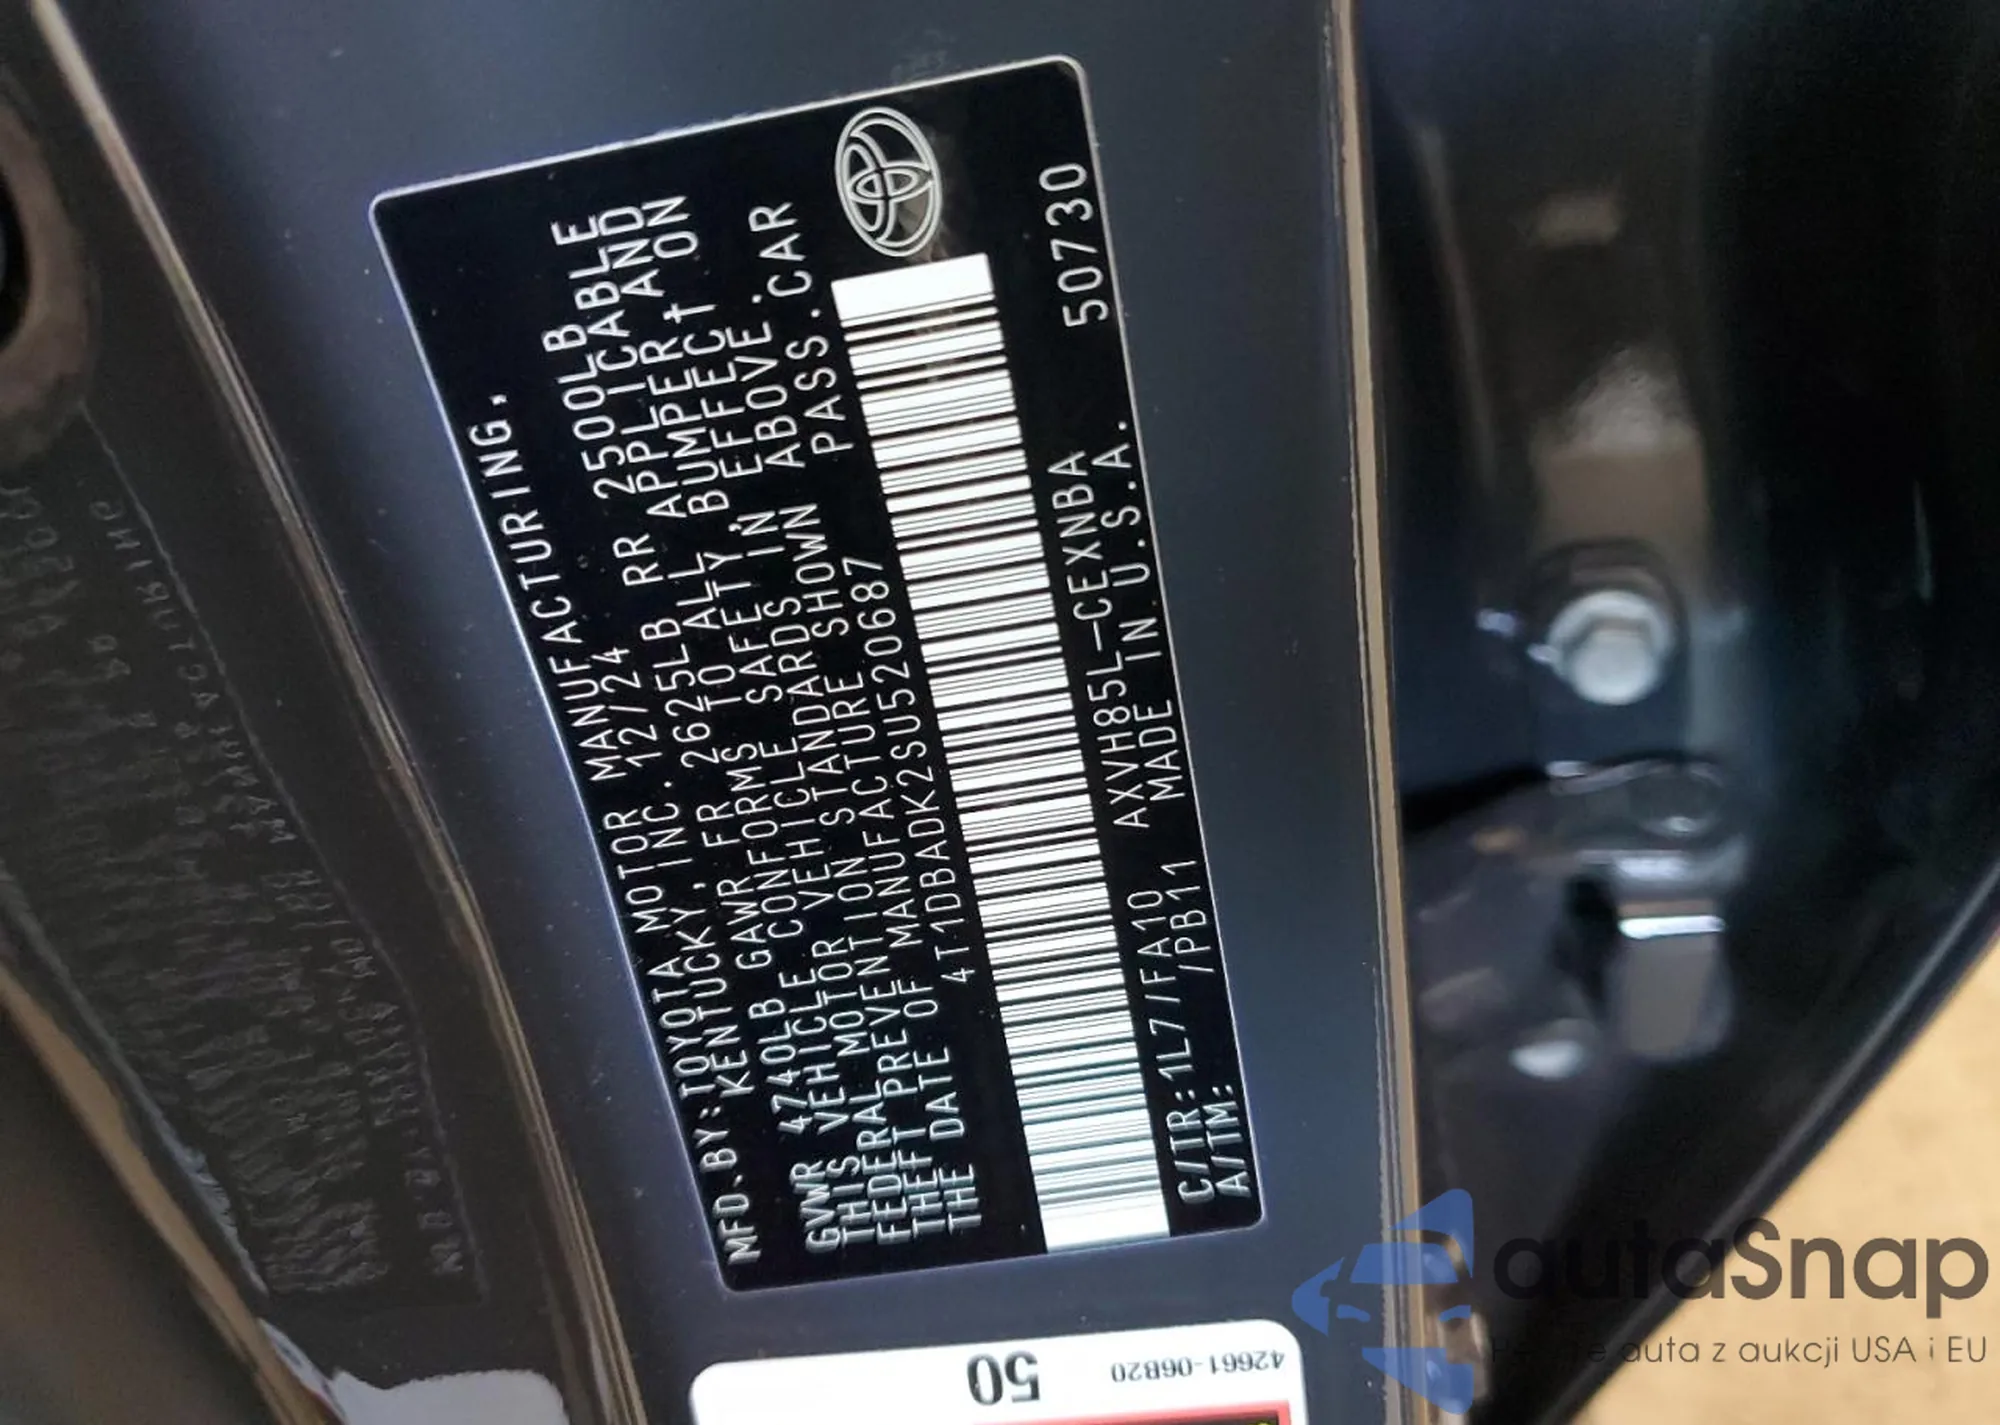 MFD.BY:TOYOTA MOTOR MANUFACTURING,
KENTUCKY, INC. 12/24
GVWR 4740LB GAWR FR 2625LB RR 2500LB
THIS VEHICLE CONFORMS TO ALL APPLICABLE
FEDERAL MOTOR VEHICLE SAFETY, BUMPER AND
THEFT PREVENTION STANDARDS IN EFFECT ON
THE DATE OF MANUFACTURE SHOWN ABOVE.
4T1DBADK2SU520687 PASS.CAR
C/TR:1L7/FA10 AXVH85L-CEXNBA 50730
A/TM: /PB11 MADE IN U.S.A.
50 42661-06B20
autaSnap
auta z aukcji USA i EU